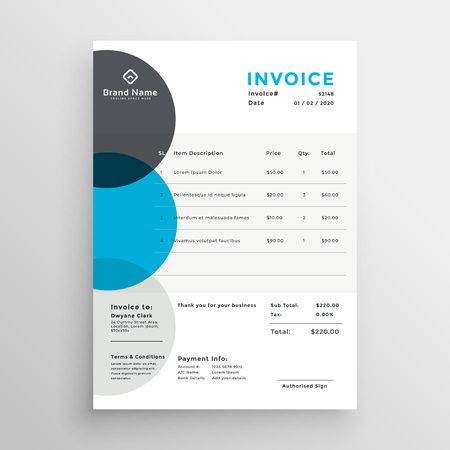 Brand Name
TAGLINE GOES HERE
INVOICE
Invoice# 52148
Date 01 / 02 / 2020
SL. Item Description Price Qty. Total
1 Lorem Dolor $50.00 1 $50.00
2 Pellentesque id neque ligula $20.00 3 $60.00
3 Interdum et malesuada fames $10.00 2 $20.00
4 Vivamus volutpat faucibus $90.00 1 $90.00
Invoice to:
Dwyane Clark
24 Dummy Street Area,
Location, Lorem Ipsum,
570xx59x
Thank you for your business
Sub Total: $220.00
Tax: 0.00%
Total: $220.00
Terms & Conditions
Payment Info:
Account #: 1234 5678 9012
A/C Name: Lorem Ipsum
Bank Details: Add your bank details
Authorised Sign